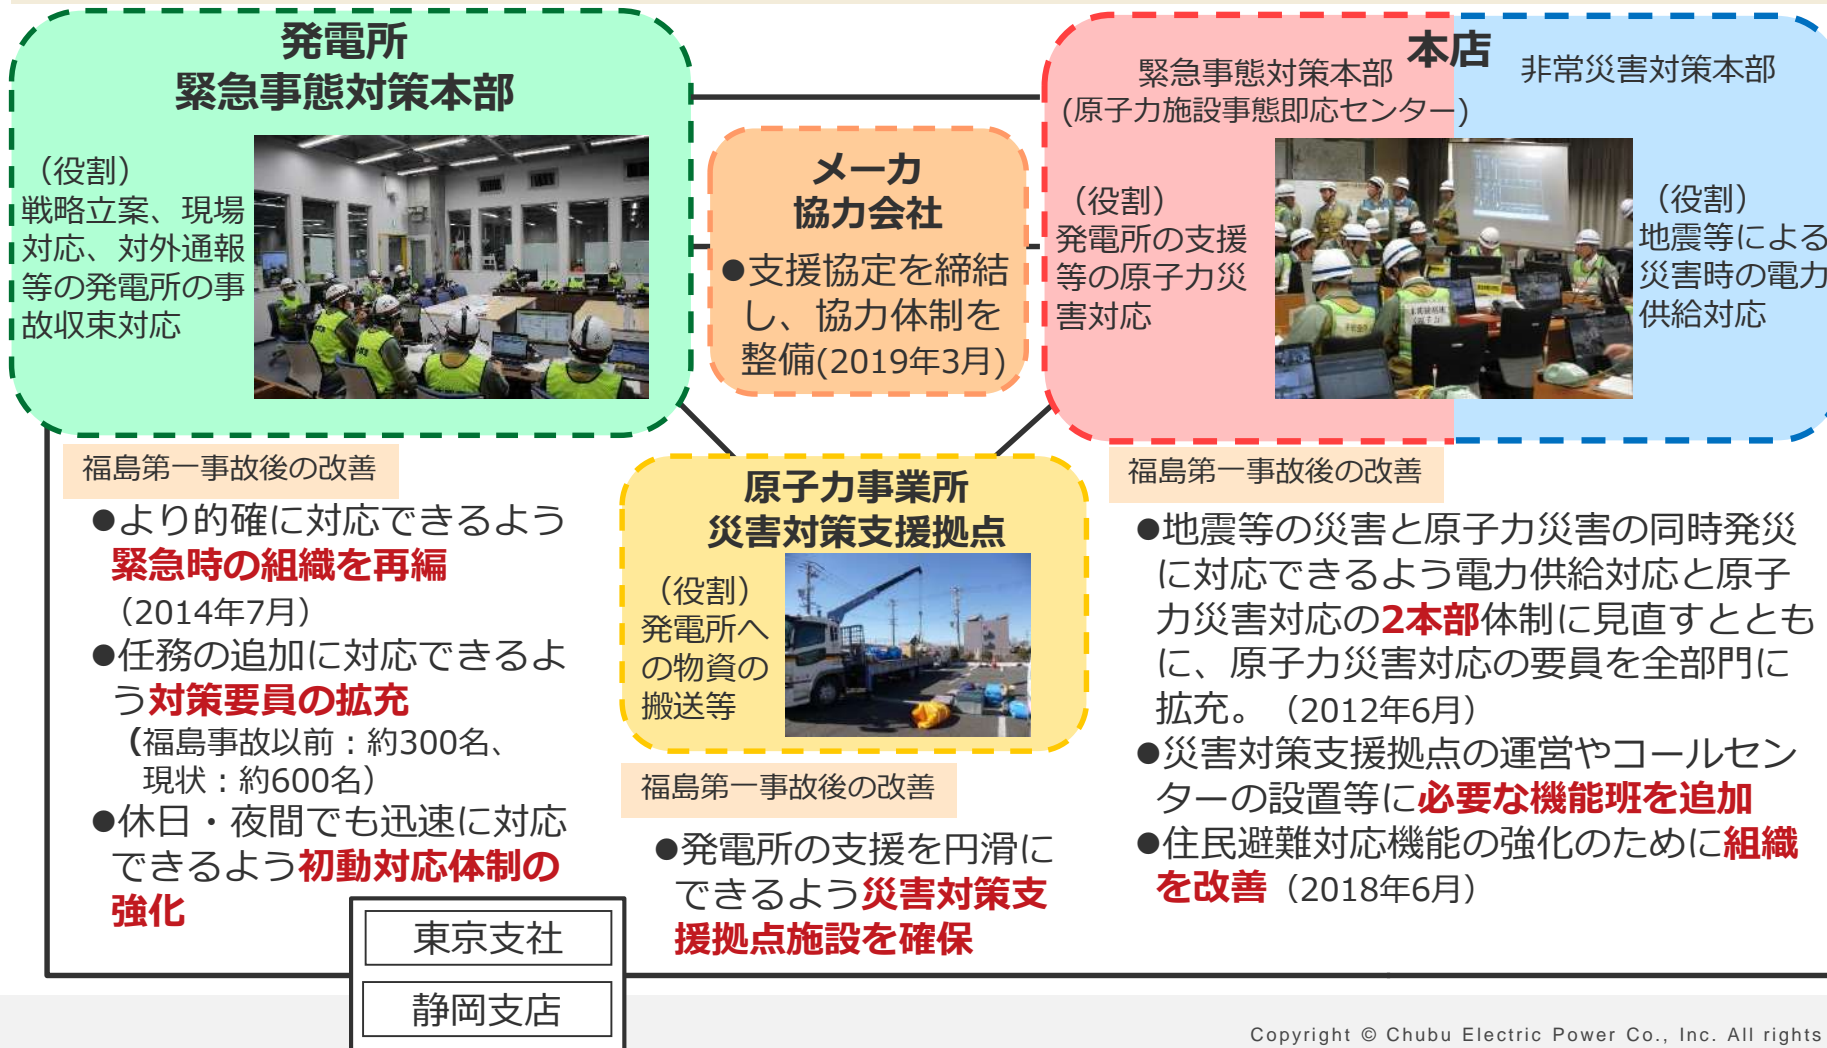 発電所
緊急事態対策本部
（役割）
戦略立案、現場
対応、対外通報
等の発電所の事
故収束対応
メーカ
協力会社
●支援協定を締結
し、協力体制を
整備(2019年3月)
本店
緊急事態対策本部
(原子力施設事態即応センター)
（役割）
発電所の支援
等の原子力災
害対応
非常災害対策本部
（役割）
地震等による
災害時の電力
供給対応
福島第一事故後の改善
●より的確に対応できるよう
緊急時の組織を再編
（2014年7月）
●任務の追加に対応できるよ
う対策要員の拡充
（福島事故以前：約300名、
現状：約600名）
●休日・夜間でも迅速に対応
できるよう初動対応体制の
強化
原子力事業所
災害対策支援拠点
（役割）
発電所へ
の物資の
搬送等
福島第一事故後の改善
●発電所の支援を円滑に
できるよう災害対策支
援拠点施設を確保
福島第一事故後の改善
●地震等の災害と原子力災害の同時発災
に対応できるよう電力供給対応と原子
力災害対応の2本部体制に見直すととも
に、原子力災害対応の要員を全部門に
拡充。（2012年6月）
●災害対策支援拠点の運営やコールセン
ターの設置等に必要な機能班を追加
●住民避難対応機能の強化のために組織
を改善（2018年6月）
東京支社
静岡支店
Copyright © Chubu Electric Power Co., Inc. All rights